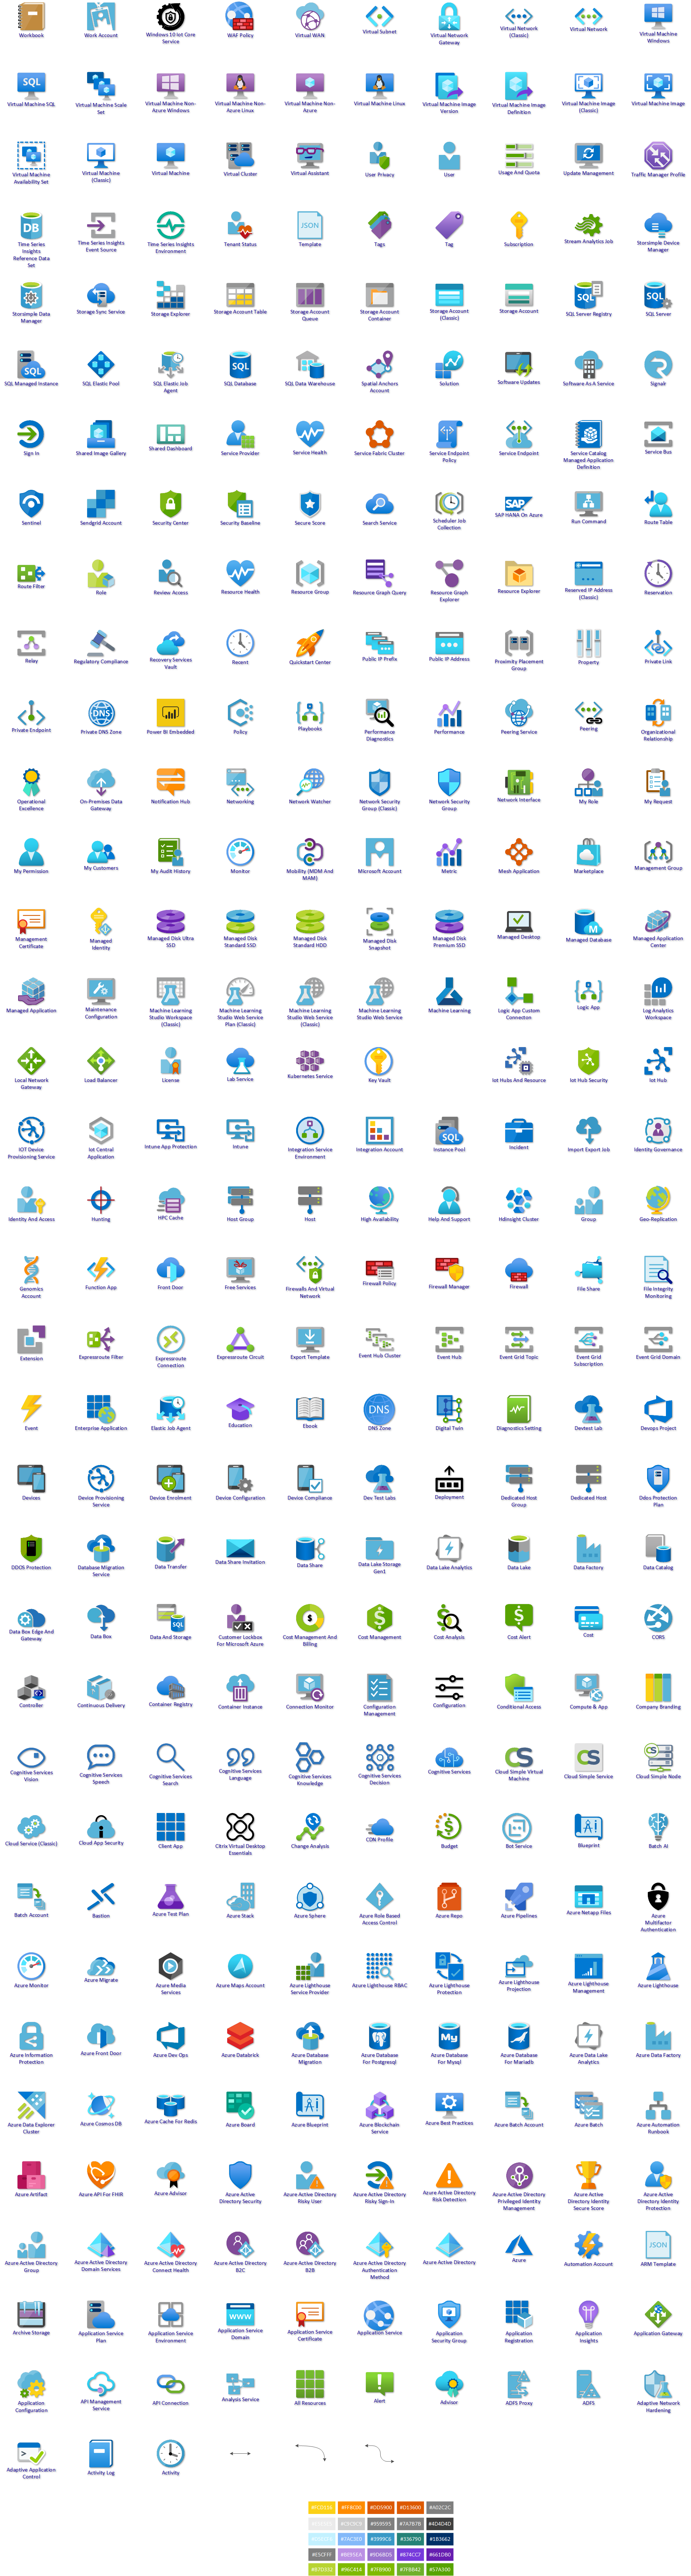 Workbook
Work Account
Windows 10 Iot Core
Service
WAF Policy
Virtual WAN
Virtual Subnet
Virtual Network
Gateway
Virtual Network
(Classic)
Virtual Network
Virtual Machine
Windows
SQL
Virtual Machine SQL
Virtual Machine Scale
Set
Virtual Machine Non-
Azure Windows
Virtual Machine Non-
Azure Linux
Virtual Machine Non-
Azure
Virtual Machine Linux
Virtual Machine Image
Version
Virtual Machine Image
Definition
Virtual Machine Image
(Classic)
Virtual Machine Image
Virtual Machine
Availability Set
Virtual Machine
(Classic)
Virtual Machine
Virtual Cluster
Virtual Assistant
User Privacy
User
Usage And Quota
Update Management
Traffic Manager Profile
DB
Time Series
Insights
Reference Data
Set
Time Series Insights
Event Source
Time Series Insights
Environment
Tenant Status
JSON
Template
Tags
Tag
Subscription
Stream Analytics Job
Storsimple Device
Manager
Storsimple Data
Manager
Storage Sync Service
Storage Explorer
Storage Account Table
Storage Account
Queue
Storage Account
Container
Storage Account
(Classic)
Storage Account
SQL
SQL Server Registry
SQL
SQL Server
SQL
SQL Managed Instance
SQL Elastic Pool
SQL Elastic Job
Agent
SQL
SQL Database
SQL
SQL Data Warehouse
Spatial Anchors
Account
Solution
Software Updates
Software As A Service
Signalr
Sign In
Shared Image Gallery
Shared Dashboard
Service Provider
Service Health
Service Fabric Cluster
Service Endpoint
Policy
Service Endpoint
Service Catalog
Managed Application
Definition
Service Bus
Sentinel
Sendgrid Account
Security Center
Security Baseline
Secure Score
Search Service
Scheduler Job
Collection
SAP
SAP HANA On Azure
Run Command
Route Table
Route Filter
Role
Review Access
Resource Health
Resource Group
Resource Graph Query
Resource Graph
Explorer
Resource Explorer
Reserved IP Address
(Classic)
Reservation
Relay
Regulatory Compliance
Recovery Services
Vault
Recent
Quickstart Center
Public IP Prefix
Public IP Address
Proximity Placement
Group
Property
Private Link
Private Endpoint
DNS
Private DNS Zone
Power BI Embedded
Policy
Playbooks
Performance
Diagnostics
Performance
Peering Service
Peering
Organizational
Relationship
Operational
Excellence
On-Premises Data
Gateway
Notification Hub
Networking
Network Watcher
Network Security
Group (Classic)
Network Security
Group
Network Interface
My Role
My Request
My Permission
My Customers
My Audit History
Monitor
Mobility (MDM And
MAM)
Microsoft Account
Metric
Mesh Application
Marketplace
Management Group
Management
Certificate
Managed
Identity
Managed Disk Ultra
SSD
Managed Disk
Standard SSD
Managed Disk
Standard HDD
Managed Disk
Snapshot
Managed Disk
Premium SSD
Managed Desktop
M
Managed Database
Managed Application
Center
Managed Application
Maintenance
Configuration
Machine Learning
Studio Workspace
(Classic)
Machine Learning
Studio Web Service
Plan (Classic)
Machine Learning
Studio Web Service
(Classic)
Machine Learning
Studio Web Service
Machine Learning
Logic App Custom
Connecton
Logic App
Log Analytics
Workspace
Local Network
Gateway
Load Balancer
License
Lab Service
Kubernetes Service
Key Vault
Iot Hubs And Resource
Iot Hub Security
Iot Hub
IOT Device
Provisioning Service
Iot Central
Application
Intune App Protection
Intune
Integration Service
Environment
Integration Account
SQL
Instance Pool
Incident
Import Export Job
Identity Governance
Identity And Access
Hunting
HPC Cache
Host Group
Host
High Availability
Help And Support
Hdinsight Cluster
Group
Geo-Replication
Genomics
Account
Function App
Front Door
Free Services
Firewalls And Virtual
Network
Firewall Policy
Firewall Manager
Firewall
File Share
File Integrity
Monitoring
Extension
Expressroute Filter
Expressroute
Connection
Expressroute Circuit
Export Template
Event Hub Cluster
Event Hub
Event Grid Topic
Event Grid
Subscription
Event Grid Domain
Event
Enterprise Application
Elastic Job Agent
Education
Ebook
DNS
DNS Zone
Digital Twin
Diagnostics Setting
Devtest Lab
Devops Project
Devices
Device Provisioning
Service
Device Enrolment
Device Configuration
Device Compliance
Dev Test Labs
Deployment
Dedicated Host
Group
Dedicated Host
Ddos Protection
Plan
DDOS Protection
Database Migration
Service
Data Transfer
Data Share Invitation
Data Share
Data Lake Storage
Gen1
Data Lake Analytics
Data Lake
Data Factory
Data Catalog
Data Box Edge And
Gateway
Data Box
SQL
Data And Storage
Customer Lockbox
For Microsoft Azure
$
Cost Management And
Billing
$
Cost Management
$
Cost Analysis
$
Cost Alert
Cost
CORS
Controller
Continuous Delivery
Container Registry
Container Instance
Connection Monitor
Configuration
Management
Configuration
Conditional Access
Compute & App
Company Branding
Cognitive Services
Vision
Cognitive Services
Speech
Cognitive Services
Search
Cognitive Services
Language
Cognitive Services
Knowledge
Cognitive Services
Decision
Cognitive Services
CS
Cloud Simple Virtual
Machine
CS
Cloud Simple Service
CS
Cloud Simple Node
Cloud Service (Classic)
Cloud App Security
Client App
Citrix Virtual Desktop
Essentials
Change Analysis
CDN Profile
$
Budget
Bot Service
Blueprint
Batch AI
Batch Account
Bastion
Azure Test Plan
Azure Stack
Azure Sphere
Azure Role Based
Access Control
Azure Repo
Azure Pipelines
Azure Netapp Files
Azure
Multifactor
Authentication
Azure Monitor
Azure Migrate
Azure Media
Services
Azure Maps Account
Azure Lighthouse
Service Provider
Azure Lighthouse RBAC
Azure Lighthouse
Protection
Azure Lighthouse
Projection
Azure Lighthouse
Management
Azure Lighthouse
Azure Information
Protection
Azure Front Door
Azure Dev Ops
Azure Databrick
Azure Database
Migration
Azure Database
For Postgresql
My
Azure Database
For Mysql
Azure Database
For Mariadb
Azure Data Lake
Analytics
Azure Data Factory
Azure Data Explorer
Cluster
Azure Cosmos DB
Azure Cache For Redis
Azure Board
Azure Blueprint
Azure Blockchain
Service
Azure Best Practices
Azure Batch Account
Azure Batch
Azure Automation
Runbook
Azure Artifact
Azure API For FHIR
Azure Advisor
Azure Active
Directory Security
Azure Active Directory
Risky User
Azure Active Directory
Risky Sign-In
Azure Active Directory
Risk Detection
Azure Active Directory
Privileged Identity
Management
Azure Active
Directory Identity
Secure Score
Azure Active
Directory Identity
Protection
Azure Active Directory
Group
Azure Active Directory
Domain Services
Azure Active Directory
Connect Health
Azure Active Directory
B2C
Azure Active Directory
B2B
Azure Active Directory
Authentication
Method
Azure Active Directory
Azure
Automation Account
JSON
ARM Template
Archive Storage
Application Service
Plan
Application Service
Environment
WWW
Application Service
Domain
Application Service
Certificate
Application Service
Application
Security Group
Application
Registration
Application
Insights
Application Gateway
Application
Configuration
API Management
Service
API Connection
Analysis Service
All Resources
Alert
Advisor
ADFS Proxy
ADFS
Adaptive Network
Hardening
Adaptive Application
Control
Activity Log
Activity
#FF8C00 #DD5900 #D13600 #A02C2C
#959595 #7A7B78 #4D4D4D
#3999C6 #336790 #1B3662
#E5CFFF #9D6BD5 #874CC7 #661DB0
#96CA14 #7FB900 #7FBB42 #57A300